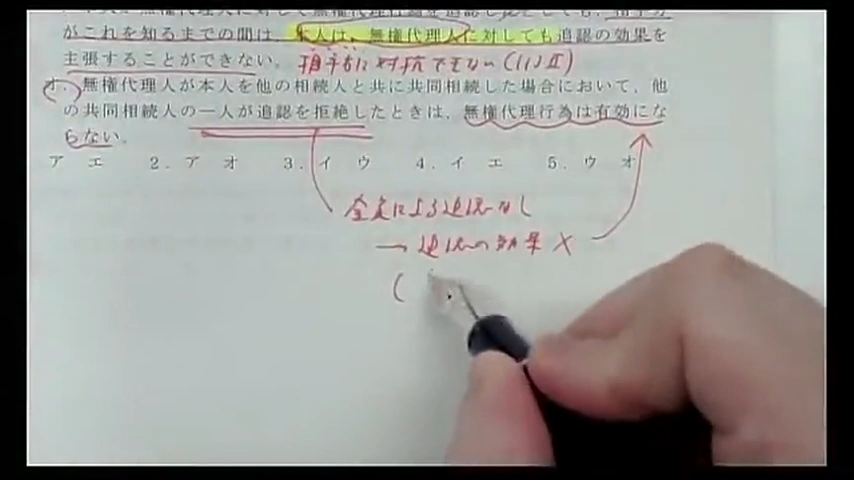 がこれを知るまでの間は、本人は、無権代理人に対しても追認の効果を
主張することができない。 相手方に対抗できない(113Ⅱ)
オ. 無権代理人が本人を他の相続人と共に共同相続した場合において、他
の共同相続人の一人が追認を拒絶したときは、無権代理行為は有効にな
らない。
ア エ 2. ア オ 3. イ ウ 4. イ エ 5. ウ オ
全員による追認なし
→ 追認の効果 ×
(